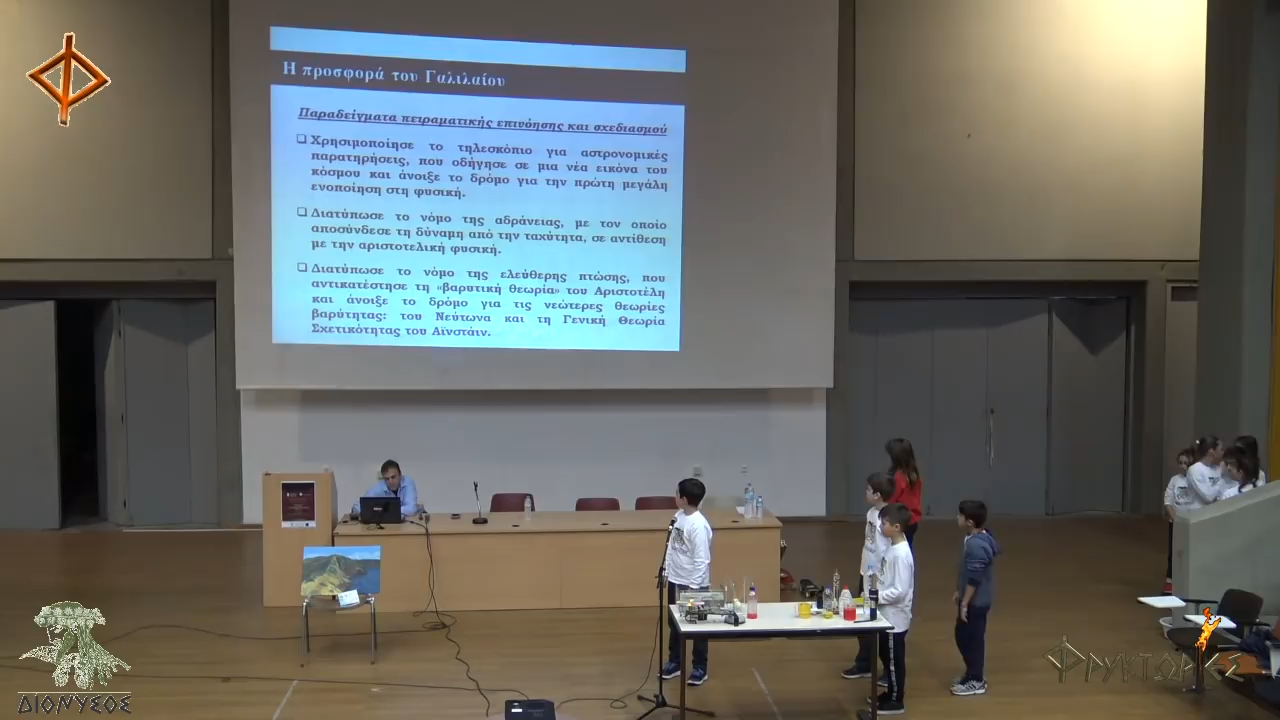 Η προσφορά του Γαλιλαίου
Παραδείγματα πειραματικής επινόησης και σχεδιασμού
❑ Χρησιμοποίησε το τηλεσκόπιο για αστρονομικές
παρατηρήσεις, που οδήγησε σε μια νέα εικόνα του
κόσμου και άνοιξε το δρόμο για την πρώτη μεγάλη
ενοποίηση στη φυσική.
❑ Διατύπωσε το νόμο της αδράνειας, με τον οποίο
αποσύνδεσε τη δύναμη από την ταχύτητα, σε αντίθεση
με την αριστοτελική φυσική.
❑ Διατύπωσε το νόμο της ελεύθερης πτώσης, που
αντικατέστησε τη «βαρυτική θεωρία» του Αριστοτέλη
και άνοιξε το δρόμο για τις νεώτερες θεωρίες
βαρύτητας: του Νεύτωνα και τη Γενική Θεωρία
Σχετικότητας του Αϊνστάιν.
ΔΙΟΝΥΣΟΣ
ΦΡΥΚΤΩΡΙΕΣ